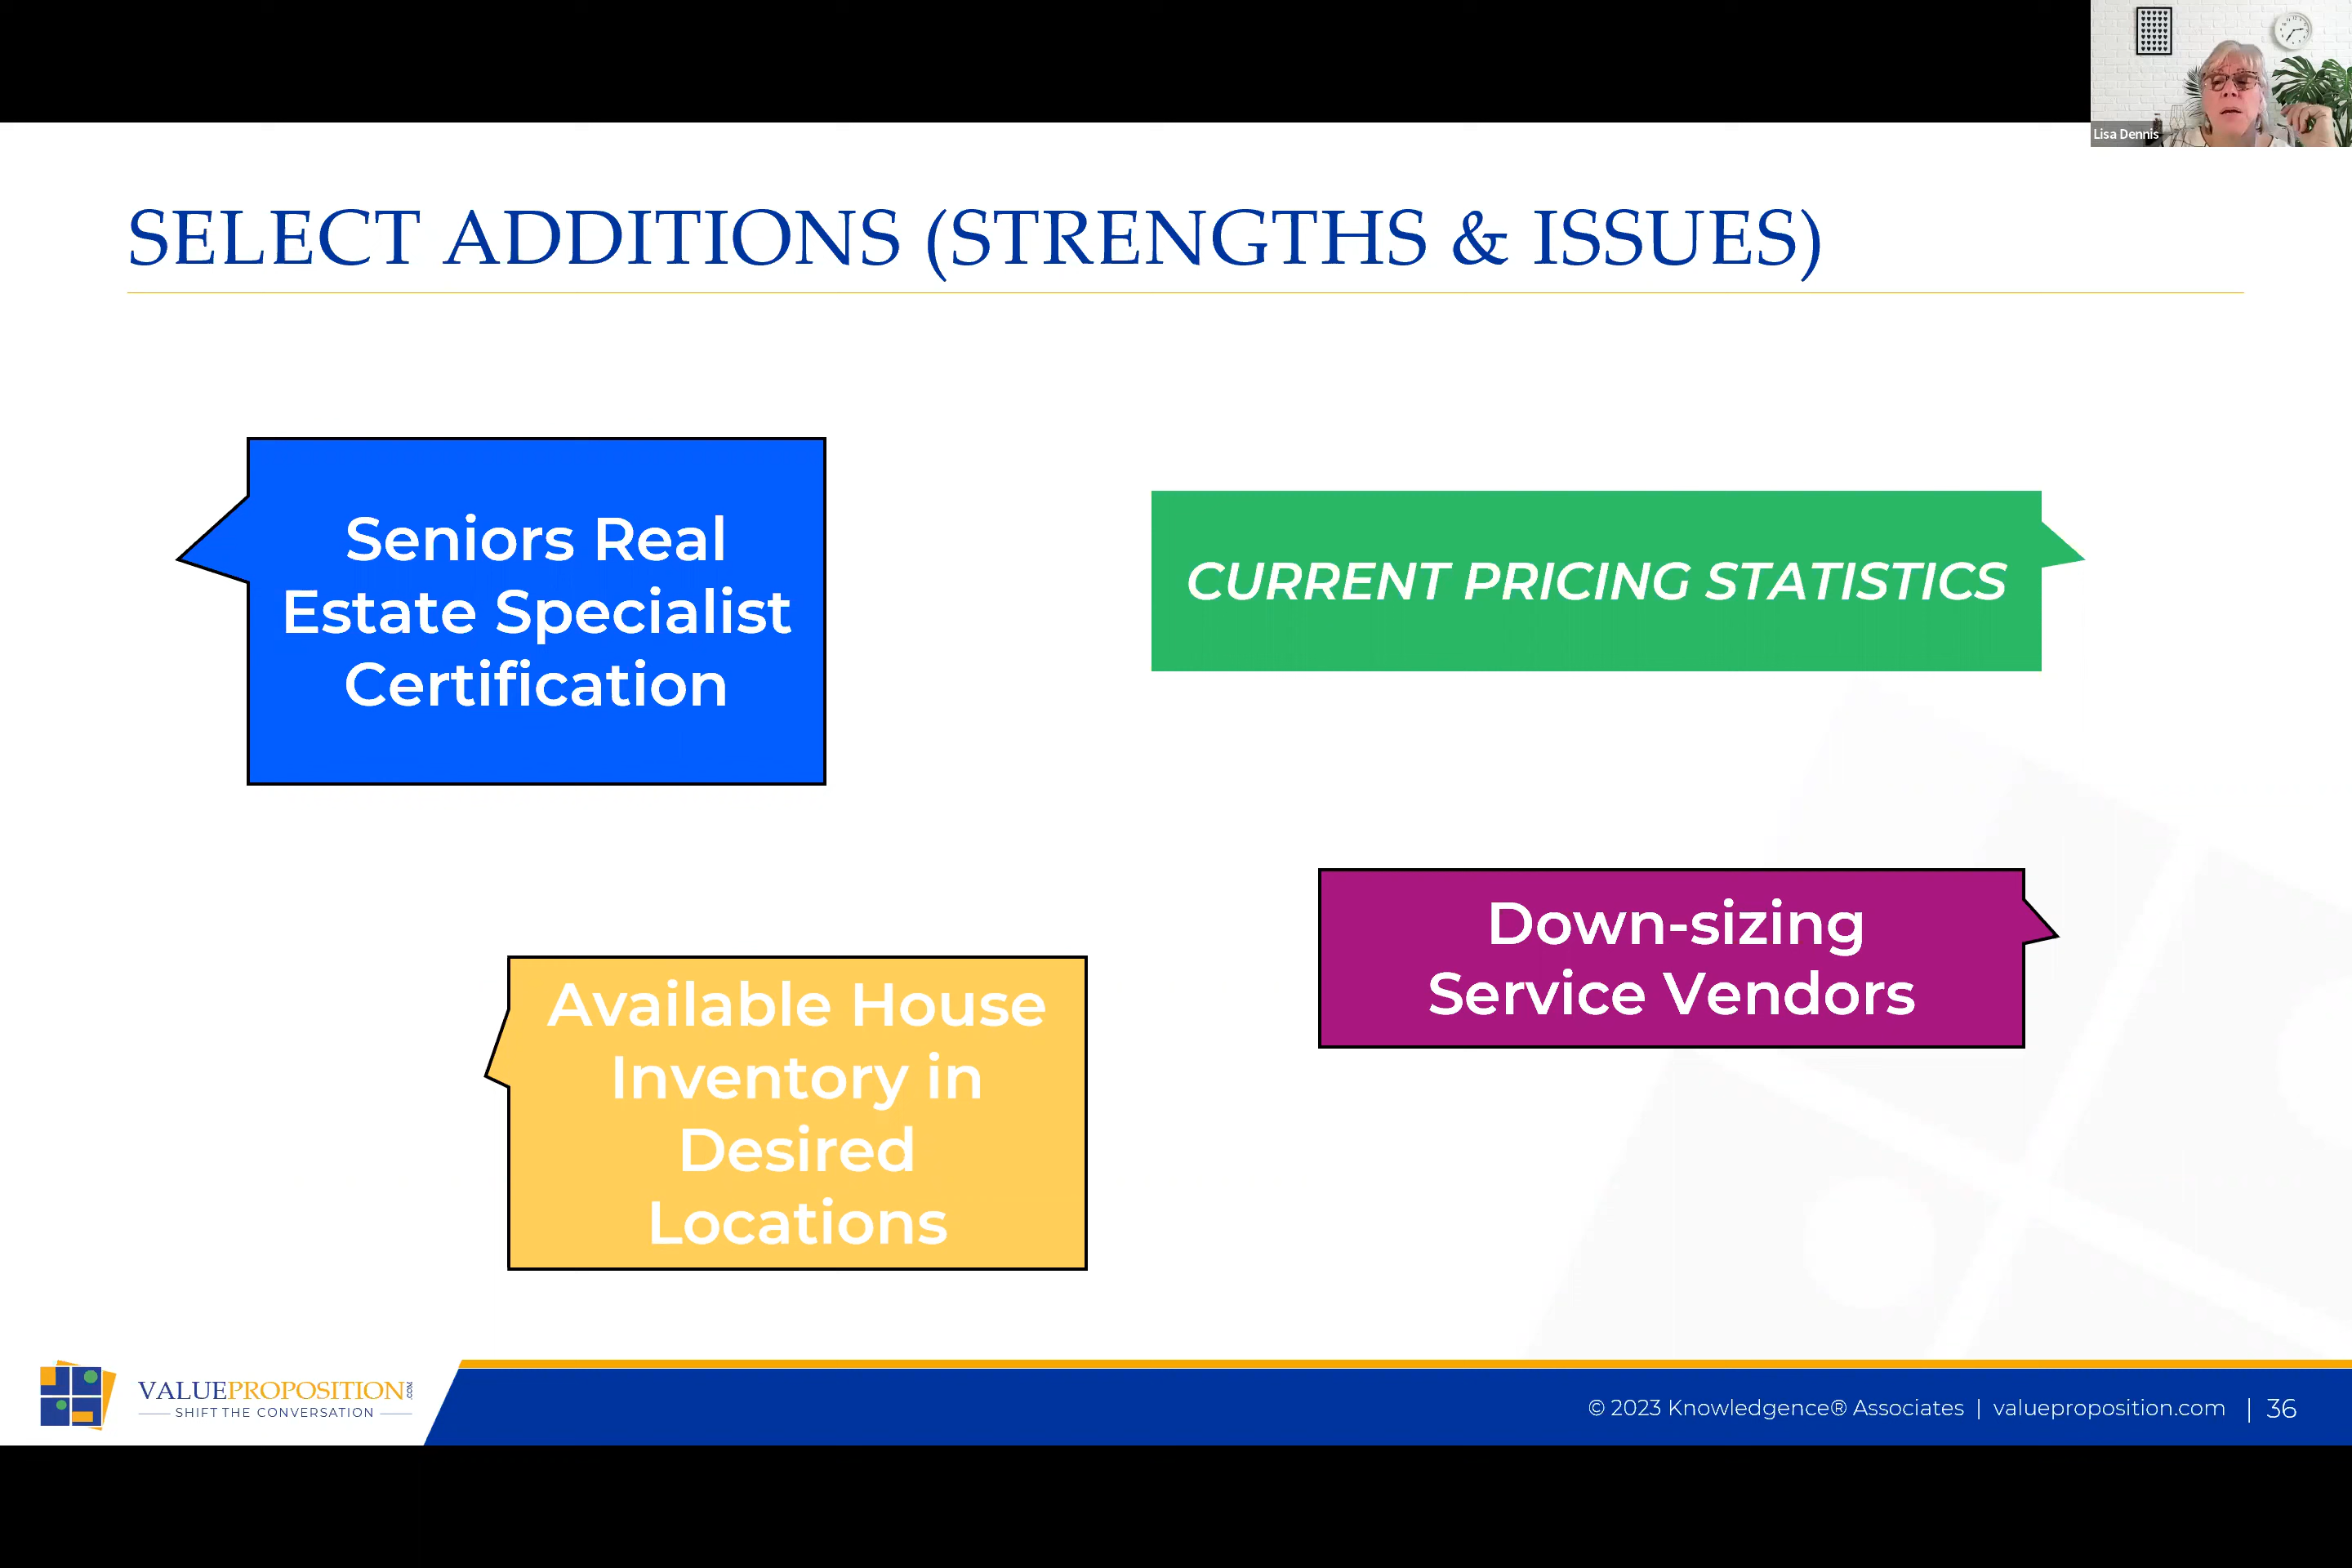 Lisa Dennis
SELECT ADDITIONS (STRENGTHS & ISSUES)
Seniors Real
Estate Specialist
Certification
CURRENT PRICING STATISTICS
Down-sizing
Service Vendors
Available House
Inventory in
Desired
Locations
VALUEPROPOSITION.COM
SHIFT THE CONVERSATION
© 2023 Knowledgence® Associates | valueproposition.com | 36